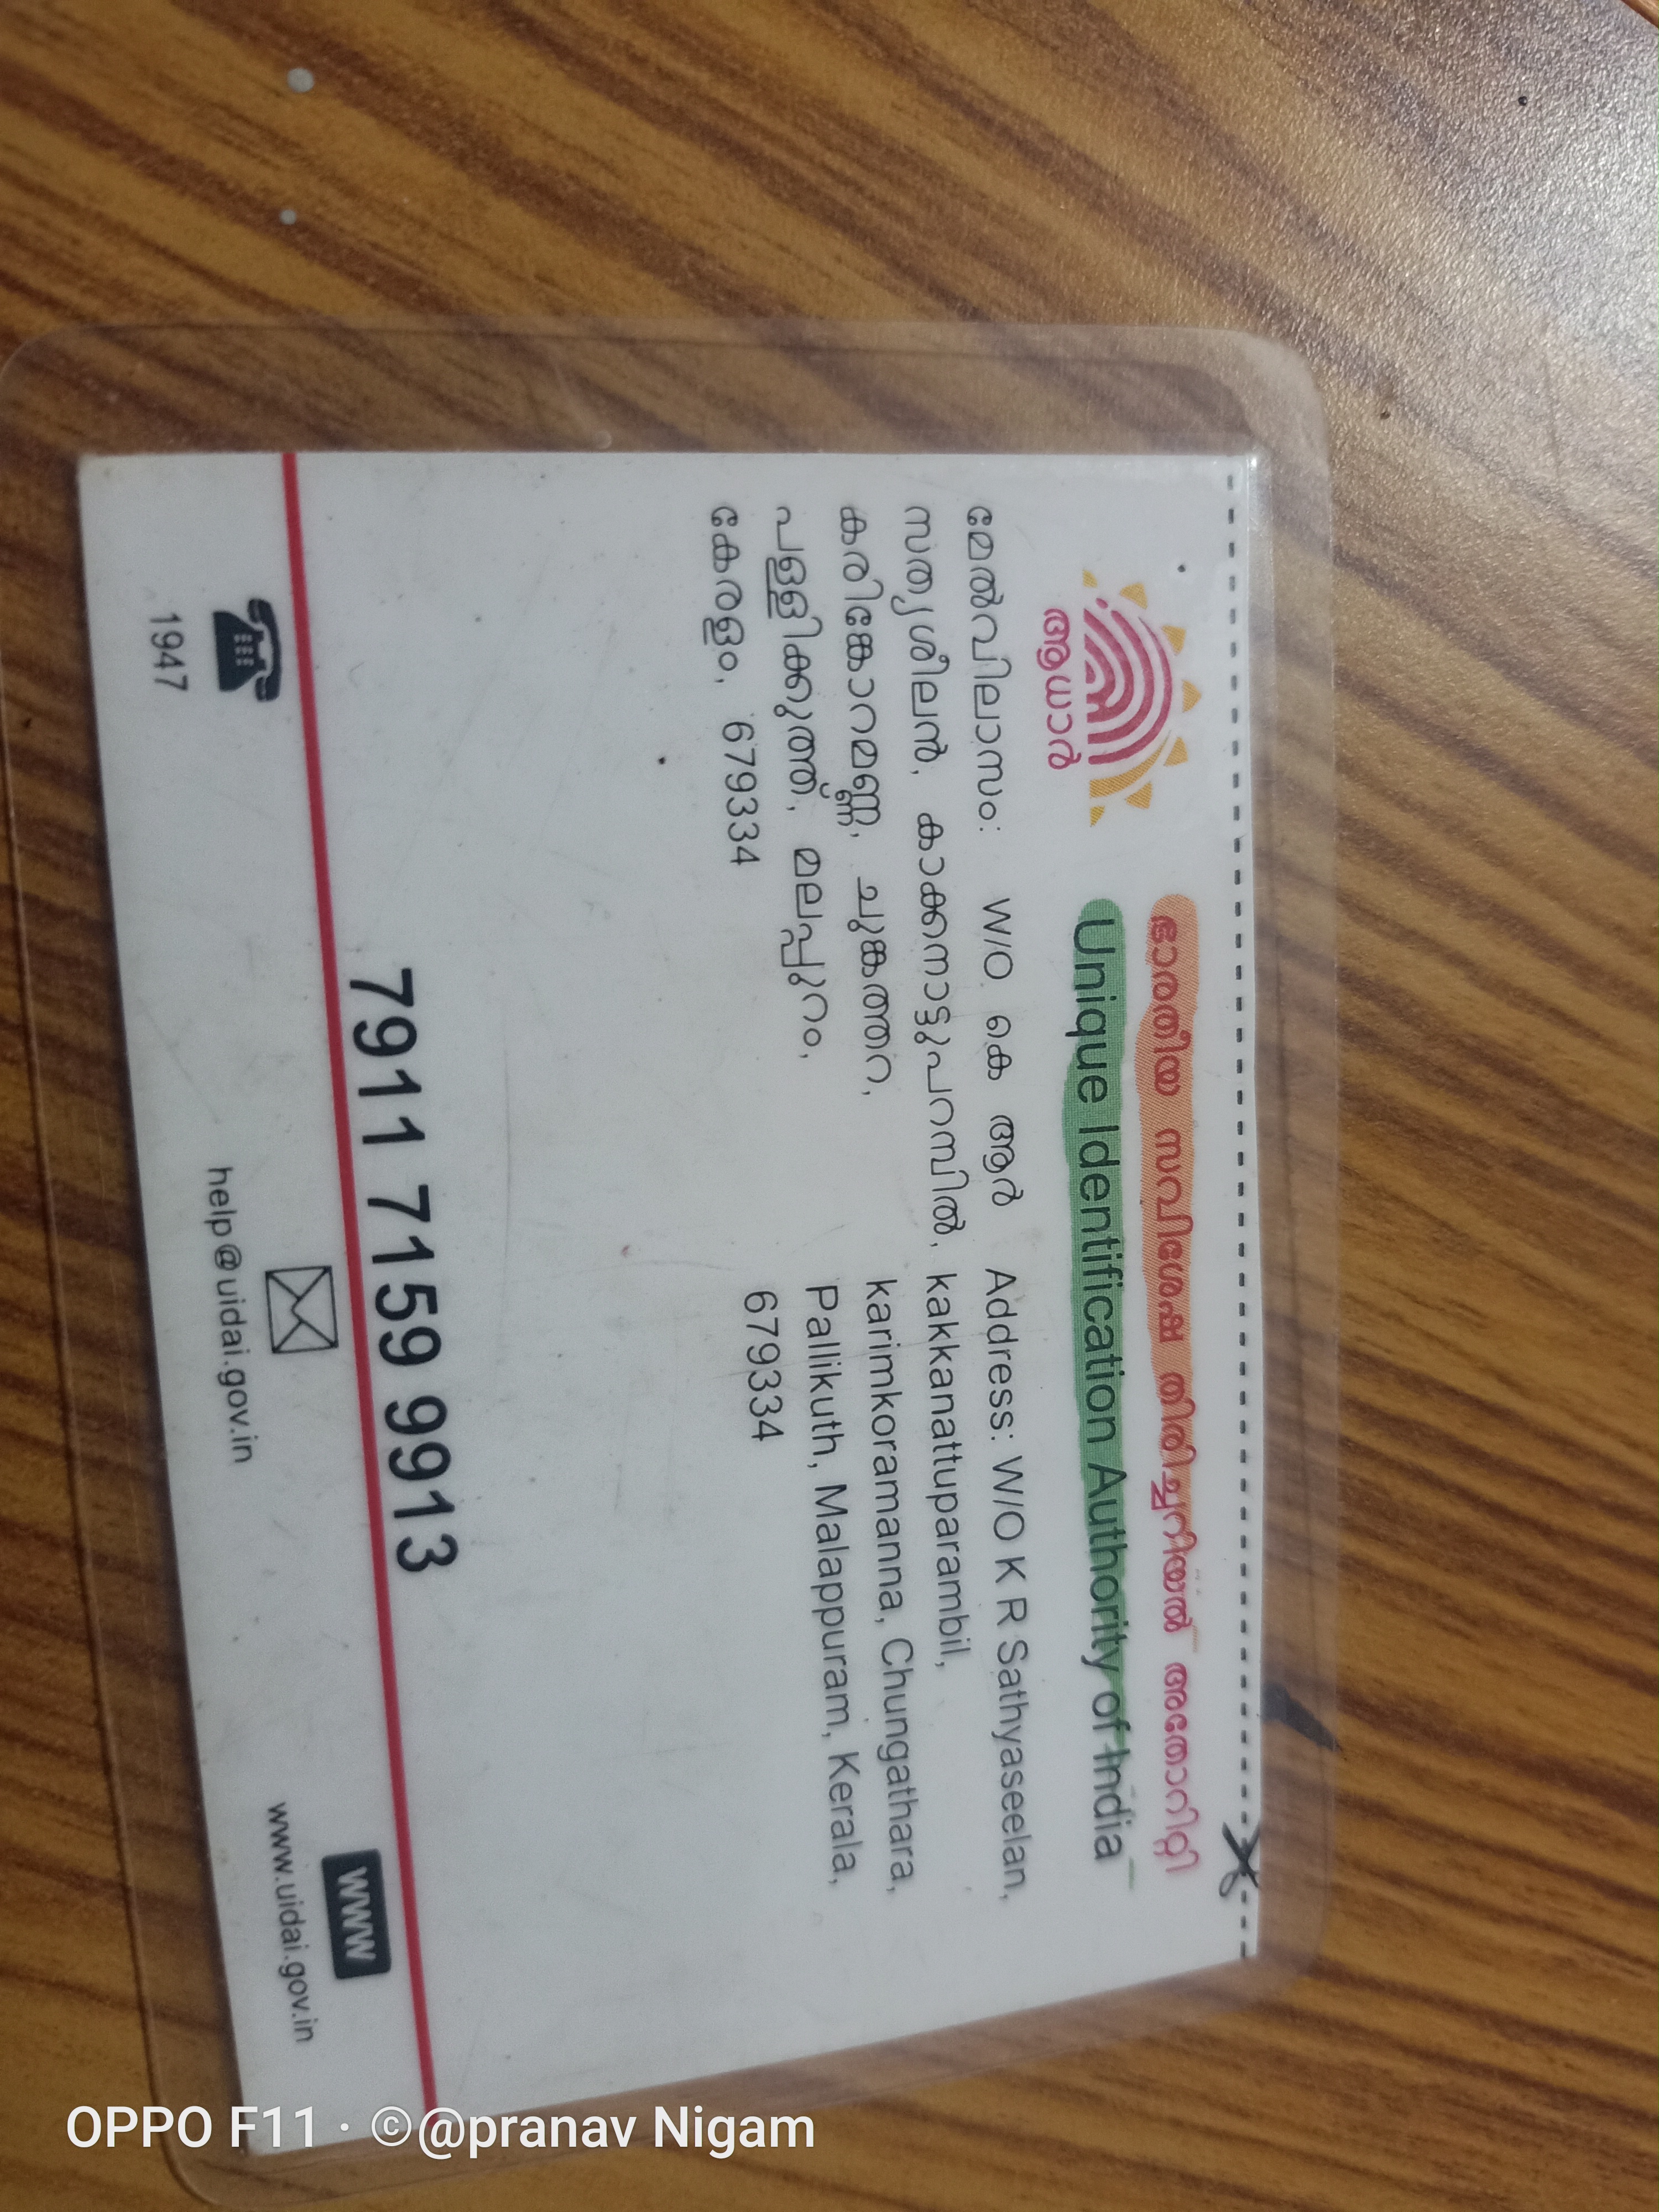 ഭാരതീയ സവിശേഷ തിരിച്ചറിയൽ അതോറിറ്റി
Unique Identification Authority of India
ആധാർ
മേൽവിലാസം: W/O കെ ആർ
സത്യശീലൻ, കാക്കനാട്ടുപറമ്പിൽ,
കരിങ്കോറമണ്ണ, ചുങ്കത്തറ,
പള്ളിക്കുത്ത്, മലപ്പുറം,
കേരളം, 679334
Address: W/O K R Sathyaseelan,
kakkanattuparambil,
karimkoramanna, Chungathara,
Pallikuth, Malappuram, Kerala,
679334
7911 7159 9913
1947
help@uidai.gov.in
WWW
www.uidai.gov.in
OPPO F11 · ©@pranav Nigam